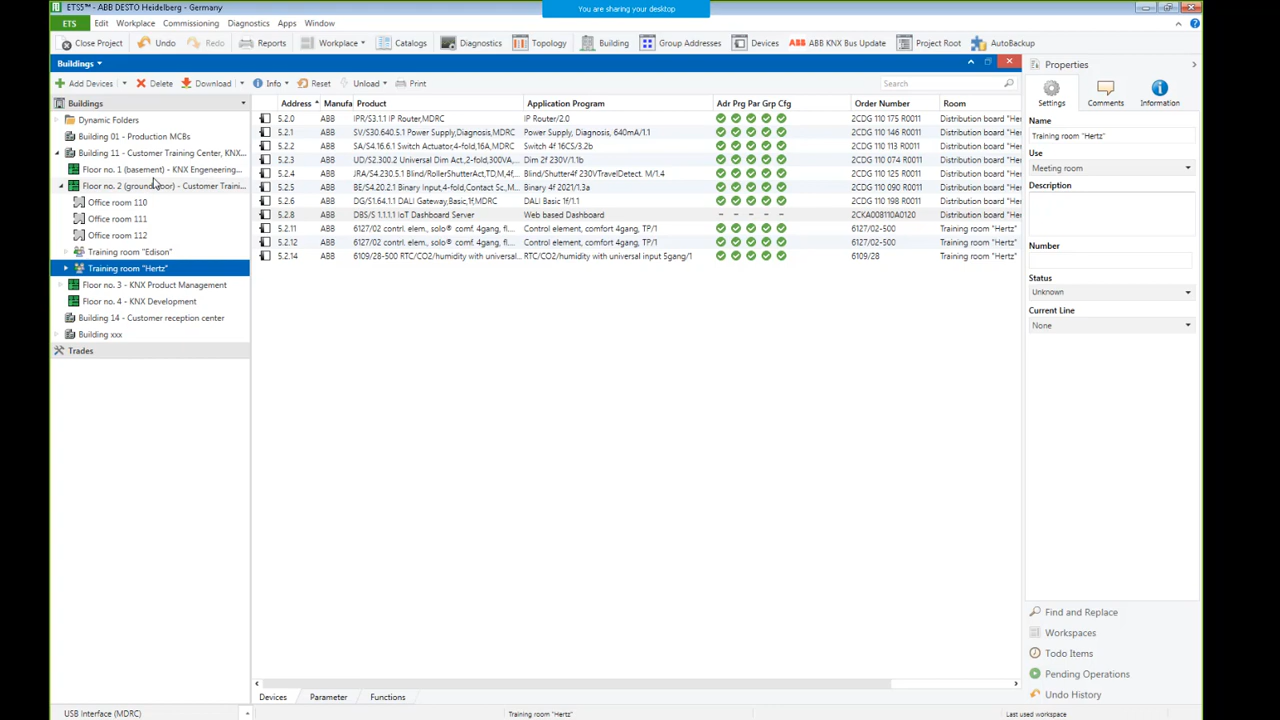 ETS5™ - ABB DESTO Heidelberg - Germany
You are sharing your desktop
ETS Edit Workplace Commissioning Diagnostics Apps Window
Close Project Undo Redo Reports Workplace Catalogs Diagnostics Topology Building Group Addresses Devices ABB ABB KNX Bus Update Project Root AutoBackup
Buildings
Add Devices Delete Download Info Reset Unload Print Search
Buildings
Dynamic Folders
Building 01 - Production MCBs
Building 11 - Customer Training Center, KNX...
Floor no. 1 (basement) - KNX Engeneering...
Floor no. 2 (ground floor) - Customer Traini...
Office room 110
Office room 111
Office room 112
Training room "Edison"
Training room "Hertz"
Floor no. 3 - KNX Product Management
Floor no. 4 - KNX Development
Building 14 - Customer reception center
Building xxx
Trades
Address Manufa Product Application Program Adr Prg Par Grp Cfg Order Number Room
5.2.0 ABB IPR/S3.1.1 IP Router,MDRC IP Router/2.0 2CDG 110 175 R0011 Distribution board "He
5.2.1 ABB SV/S30.640.5.1 Power Supply,Diagnosis,MDRC Power Supply, Diagnosis, 640mA/1.1 2CDG 110 146 R0011 Distribution board "He
5.2.2 ABB SA/S4.16.6.1 Switch Actuator,4-fold,16A,MDRC Switch 4f 16CS/3.2b 2CDG 110 113 R0011 Distribution board "He
5.2.3 ABB UD/S2.300.2 Universal Dim Act.,2-fold,300VA,... Dim 2f 230V/1.1b 2CDG 110 074 R0011 Distribution board "He
5.2.4 ABB JRA/S4.230.5.1 Blind/RollerShutterAct,TD,M,4f,... Blind/Shutter4f 230VTravelDetect. M/1.4 2CDG 110 125 R0011 Distribution board "He
5.2.5 ABB BE/S4.20.2.1 Binary Input,4-fold,Contact Sc.,M... Binary 4f 2021/1.3a 2CDG 110 090 R0011 Distribution board "He
5.2.6 ABB DG/S1.64.1.1 DALI Gateway,Basic,1f,MDRC DALI Basic 1f/1.1 2CDG 110 198 R0011 Distribution board "He
5.2.8 ABB DBS/S 1.1.1.1 IoT Dashboard Server Web based Dashboard – – – – – 2CKA008110A0120 Distribution board "He
5.2.11 ABB 6127/02 contrl. elem., solo® comf. 4gang, fl... Control element, comfort 4gang, TP/1 6127/02-500 Training room "Hertz"
5.2.12 ABB 6127/02 contrl. elem., solo® comf. 4gang, fl... Control element, comfort 4gang, TP/1 6127/02-500 Training room "Hertz"
5.2.14 ABB 6109/28-500 RTC/CO2/humidity with universal... RTC/CO2/humidity with universal input 5gang/1 6109/28 Training room "Hertz"
Properties
Settings Comments Information
Name
Training room "Hertz"
Use
Meeting room
Description
Number
Status
Unknown
Current Line
None
Find and Replace
Workspaces
Todo Items
Pending Operations
Undo History
Devices Parameter Functions
USB Interface (MDRC) Training room "Hertz" Last used workspace